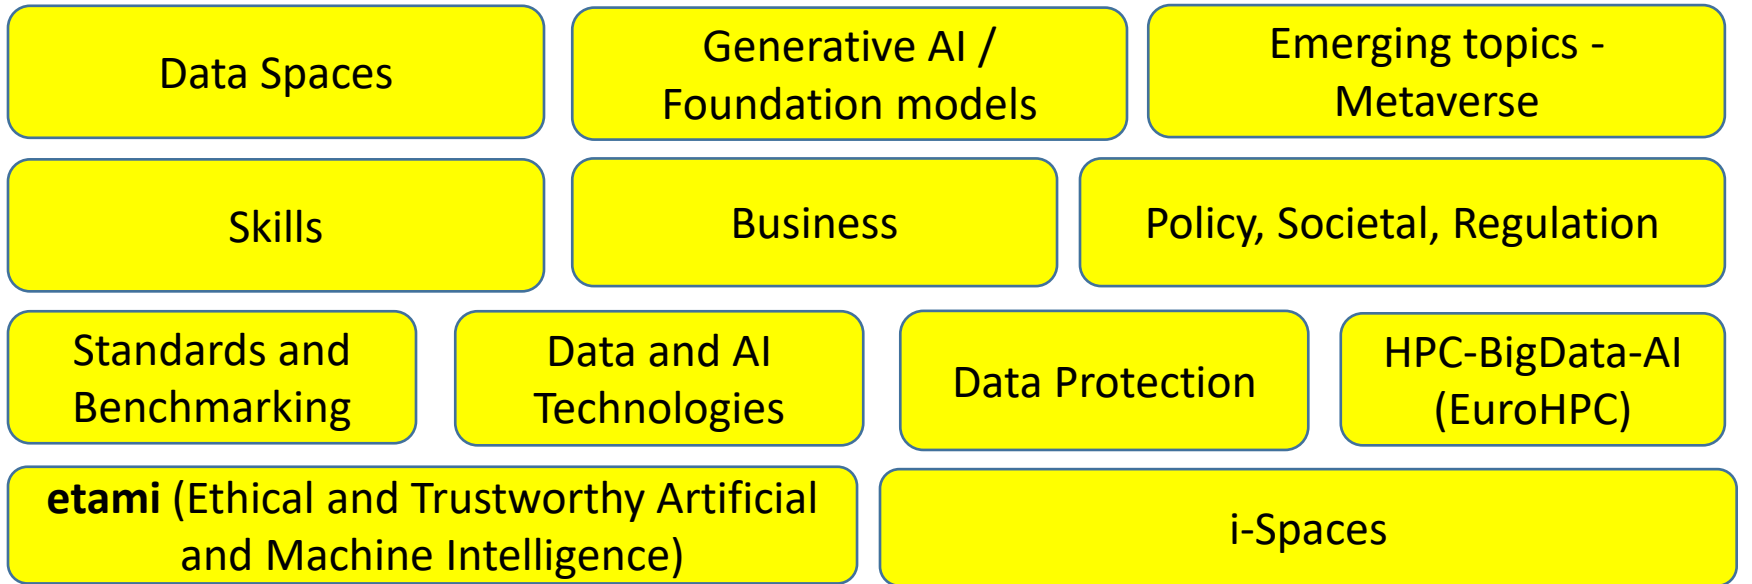 Data Spaces
Generative AI /
Foundation models
Emerging topics -
Metaverse
Skills
Business
Policy, Societal, Regulation
Standards and
Benchmarking
Data and AI
Technologies
Data Protection
HPC-BigData-AI
(EuroHPC)
etami (Ethical and Trustworthy Artificial
and Machine Intelligence)
i-Spaces